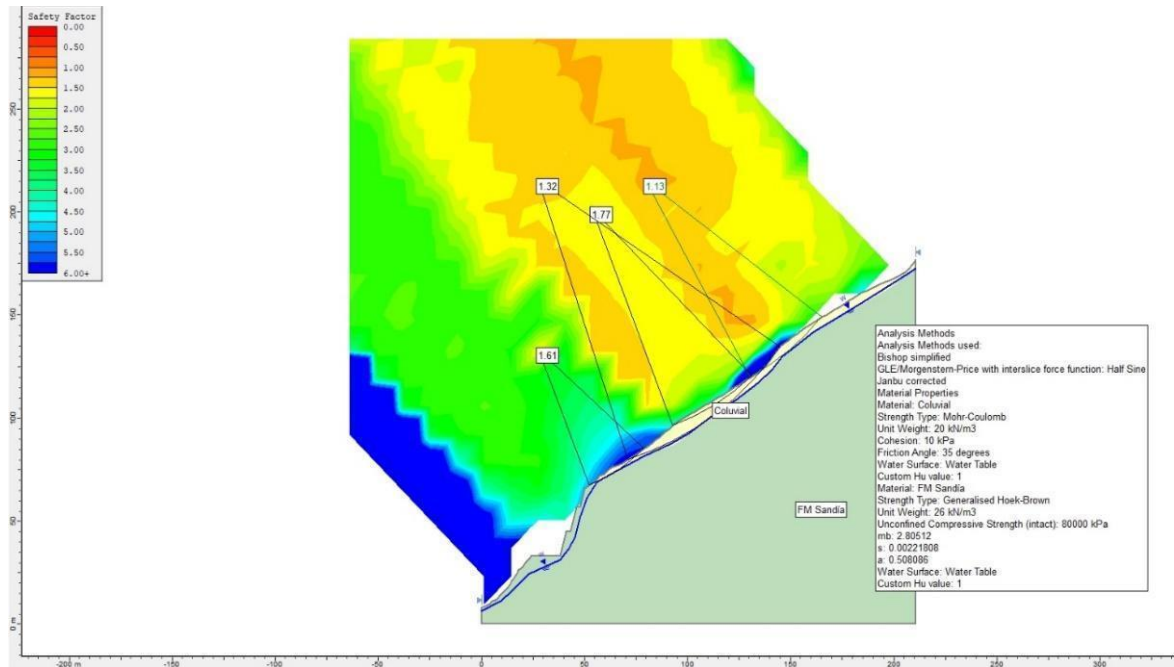 Safety Factor
0.00
0.50
1.00
1.50
2.00
2.50
3.00
3.50
4.00
4.50
5.00
5.50
6.00+
250
200
150
100
50
0 m
1.32
1.13
1.77
1.61
W
W
Coluvial
FM Sandía
Analysis Methods
Analysis Methods used:
Bishop simplified
GLE/Morgenstern-Price with interslice force function: Half Sine
Janbu corrected
Material Properties
Material: Coluvial
Strength Type: Mohr-Coulomb
Unit Weight: 20 kN/m3
Cohesion: 10 kPa
Friction Angle: 35 degrees
Water Surface: Water Table
Custom Hu value: 1
Material: FM Sandía
Strength Type: Generalised Hoek-Brown
Unit Weight: 26 kN/m3
Unconfined Compressive Strength (intact): 80000 kPa
mb: 2.80512
s: 0.00221808
a: 0.508086
Water Surface: Water Table
Custom Hu value: 1
-200 m
-150
-100
-50
0
50
100
150
200
250
300